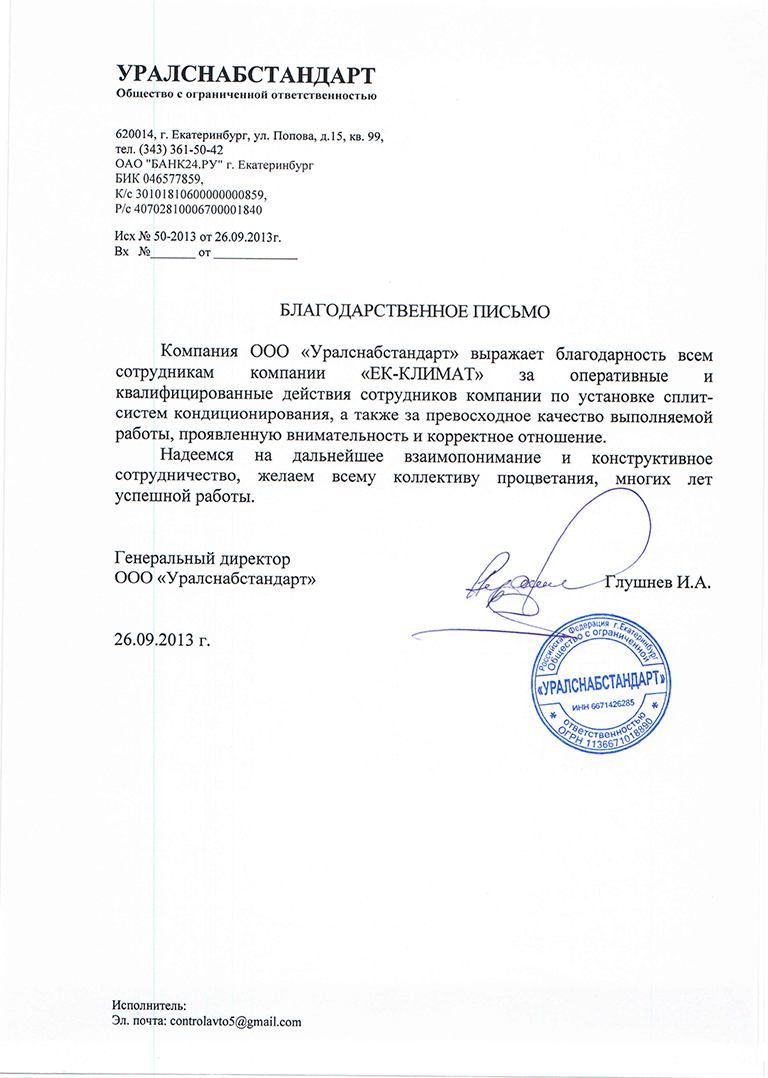 УРАЛСНАБСТАНДАРТ
Общество с ограниченной ответственностью
620014, г. Екатеринбург, ул. Попова, д.15, кв. 99,
тел. (343) 361-50-42
ОАО "БАНК24.РУ" г. Екатеринбург
БИК 046577859,
К/с 30101810600000000859,
Р/с 40702810006700001840
Исх № 50-2013 от 26.09.2013г.
Вх №_______ от _____________
БЛАГОДАРСТВЕННОЕ ПИСЬМО
Компания ООО «Уралснабстандарт» выражает благодарность всем
сотрудникам компании «ЕК-КЛИМАТ» за оперативные и
квалифицированные действия сотрудников компании по установке сплит-
систем кондиционирования, а также за превосходное качество выполняемой
работы, проявленную внимательность и корректное отношение.
Надеемся на дальнейшее взаимопонимание и конструктивное
сотрудничество, желаем всему коллективу процветания, многих лет
успешной работы.
Генеральный директор
ООО «Уралснабстандарт»
Глушнев И.А.
26.09.2013 г.
Российская Федерация г.Екатеринбург
Общество с ограниченной
«УРАЛСНАБСТАНДАРТ»
ИНН 6671426285
ответственностью
ОГРН 1136671018890
Исполнитель:
Эл. почта: controlavto5@gmail.com